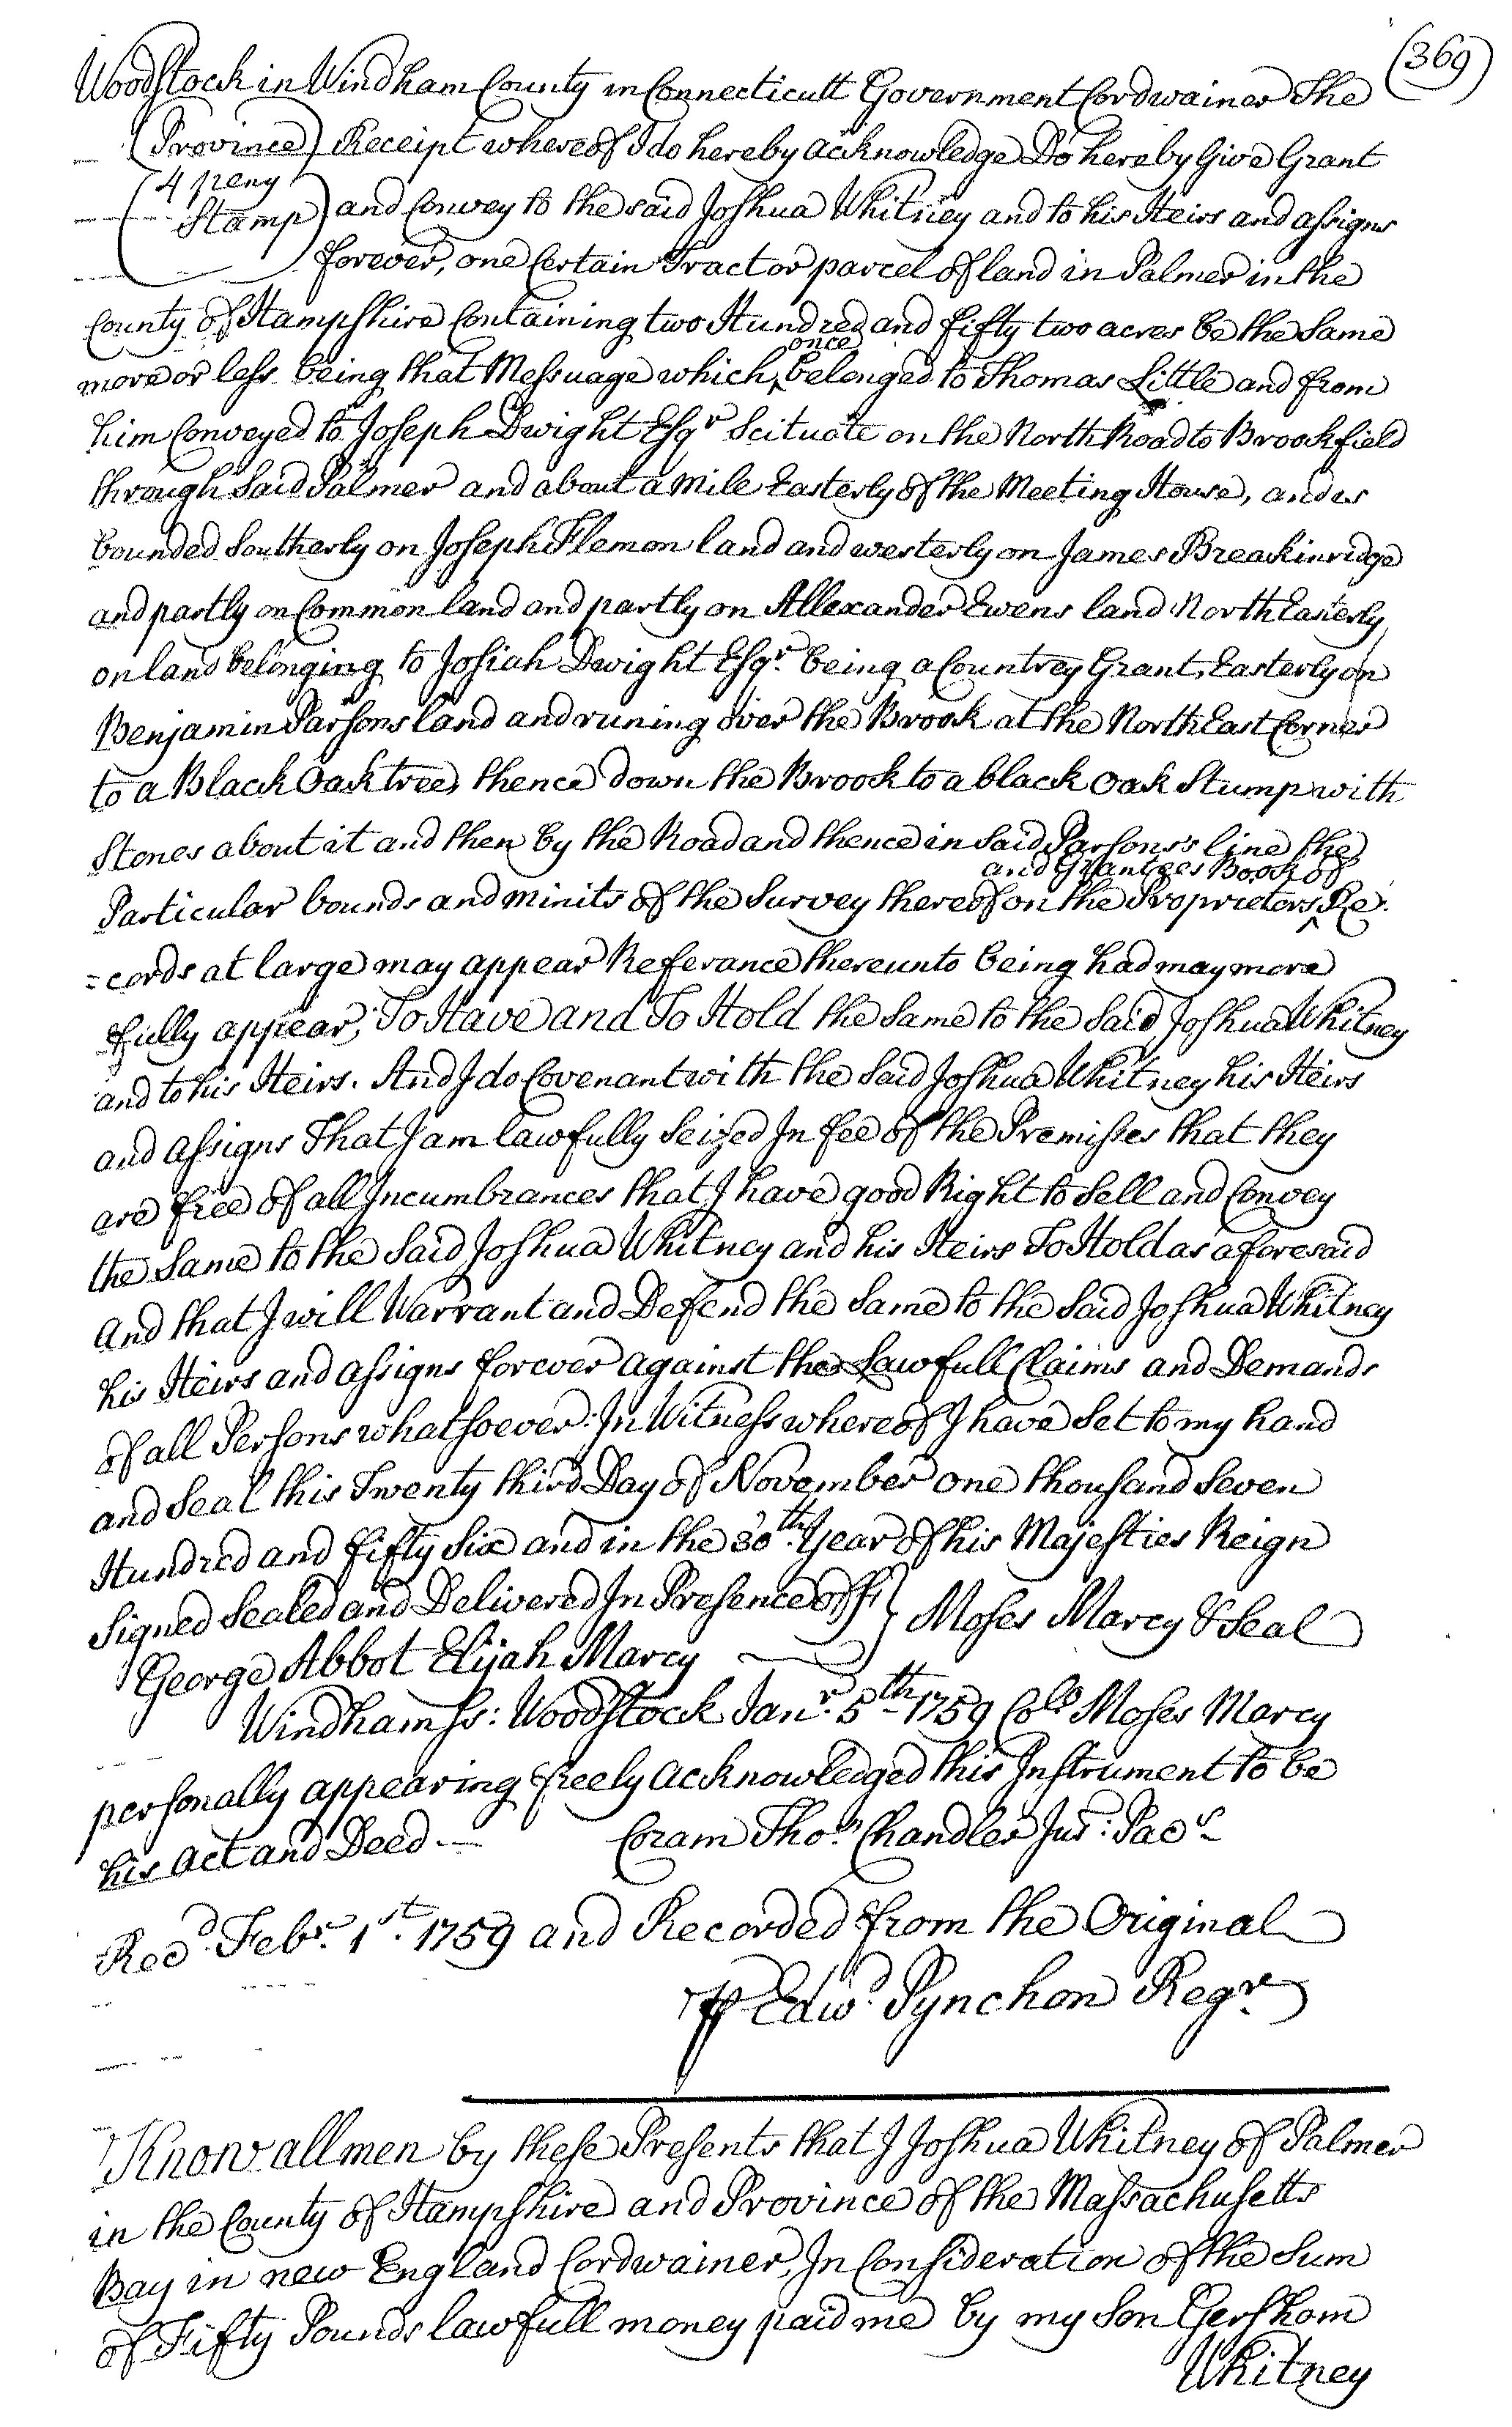 (369)
Woodstock in Windham County in Connecticutt Government Cordwainer The
(Province) Receipt whereof I do hereby acknowledge Do hereby Give Grant
(4 peny
Stamp) and Convey to the said Joshua Whitney and to his Heirs and assigns
forever, one Certain Tract or parcel of land in Palmer in the
County of Hampshire Containing two Hundred and fifty two acres be the Same
more or less being that Messuage which ^once belonged to Thomas Little and from
him Conveyed to Joseph Dwight Esqr Scituate on the North Road to Brookfield
through Said Palmer and about a Mile Easterly of the Meeting House, and is
bounded Southerly on Joseph Flemon land and westerly on James Breakinridge
and partly on Common land and partly on Allexander Ewens land North Easterly
on land belonging to Josiah Dwight Esqr. being a Countrey Grant, Easterly on
Benjamin Parsons land and runing over the Brook at the North East Corner
to a Black Oak tree, thence down the Brook to a black Oak Stump with
Stones about it and then by the Road and thence in Said Parsons's line the
Particular bounds and minits of the Survey thereof on the Proprietors ^and Grantees Book of Re:
=cords at large may appear Referance thereunto being had may more
fully appear, To Have and To Hold the Same to the Said Joshua Whitney
and to his Heirs. And I do Covenant with the Said Joshua Whitney his Heirs
and assigns That I am lawfully Seized In fee of the Premisses that they
are free of all Incumbrances that I have good Right to Sell and Convey
the Same to the Said Joshua Whitney and his Heirs To Hold as aforesaid
and that I will Warrant and Defend the Same to the Said Joshua Whitney
his Heirs and assigns forever against the Lawfull Claims and Demands
of all Persons whatsoever: In Witness whereof I have Set to my hand
and Seal this Twenty third Day of November one thousand Seven
Hundred and fifty Six and in the 30th. Year of his Majesties Reign
Signed Sealed and Delivered In Presence of } Moses Marcy & Seal
George Abbot Elijah Marcy
Windham ss: Woodstock Janr. 5th 1759 Colo Moses Marcy
personally appearing freely acknowledged this Instrument to be
his Act and Deed.— Coram Thos. Chandler Jus: Pacs
Recd. Febr. 1st. 1759 and Recorded from the Original
⅌ Edwd. Pynchon Regr
Know all men by these Presents that I Joshua Whitney of Palmer
in the County of Hampshire and Province of the Massachusetts
Bay in new England Cordwainer, In Consideration of the Sum
of Fifty Pounds lawfull money paid me by my Son Gershom
Whitney